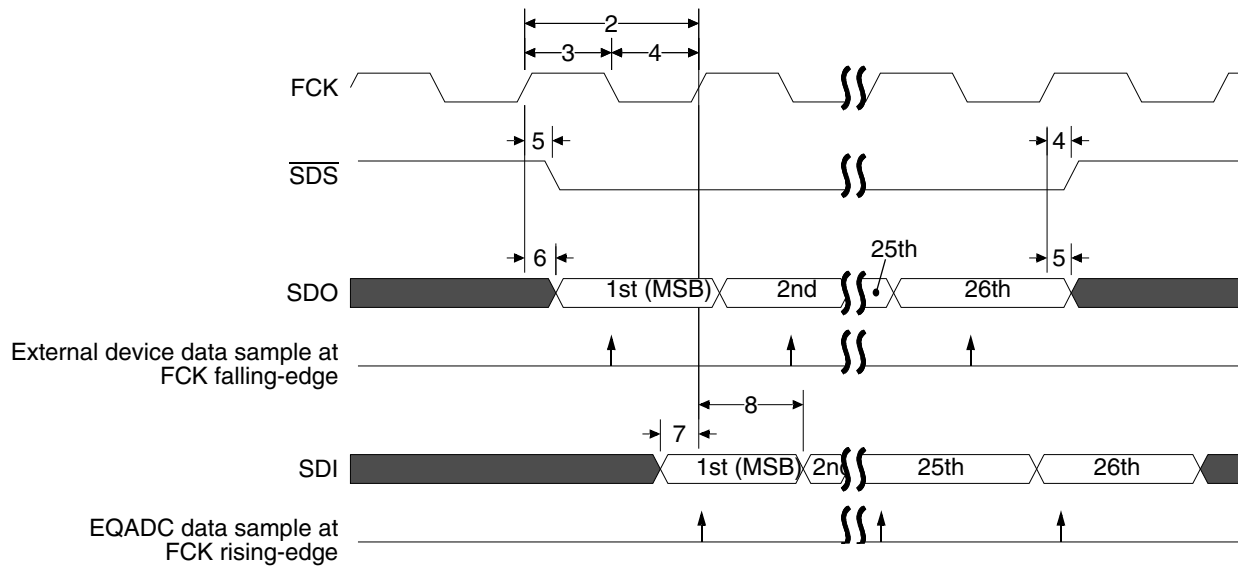 2
3 4
FCK
5 4
SDS
25th
6 5
SDO 1st (MSB) 2nd 26th
External device data sample at
FCK falling-edge
8
7
SDI 1st (MSB) 2nd 25th 26th
EQADC data sample at
FCK rising-edge